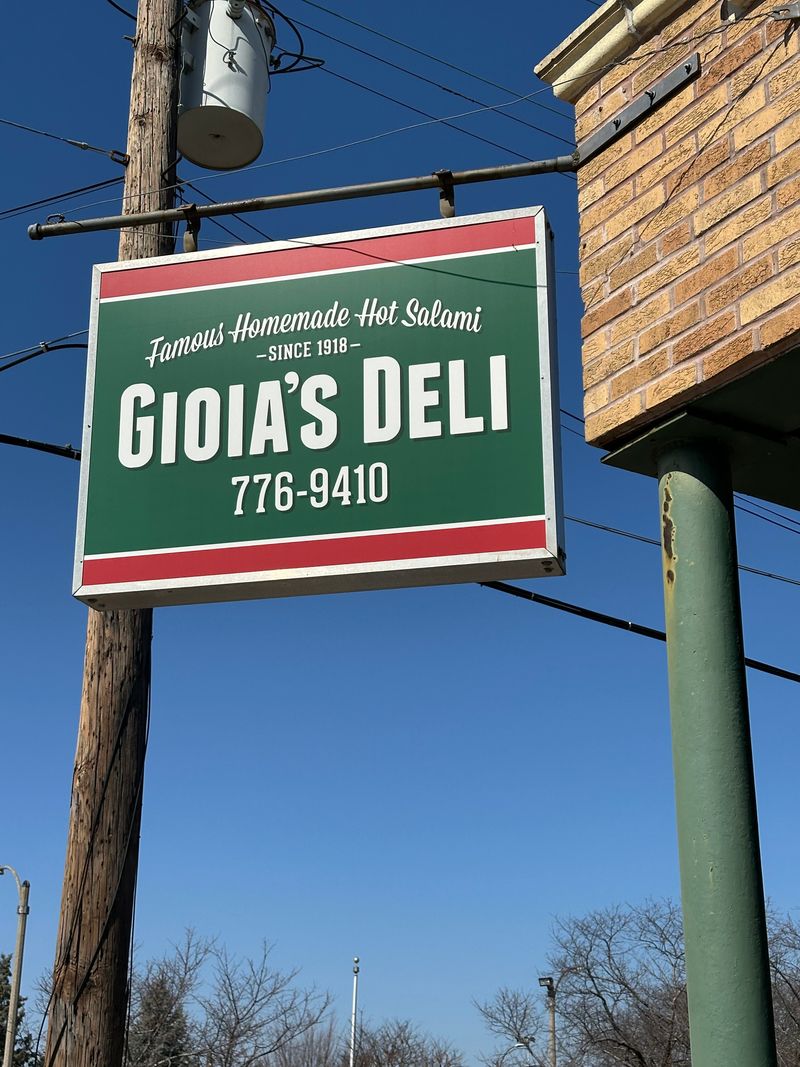 Famous Homemade Hot Salami
–SINCE 1918–
GIOIA'S DELI
776-9410